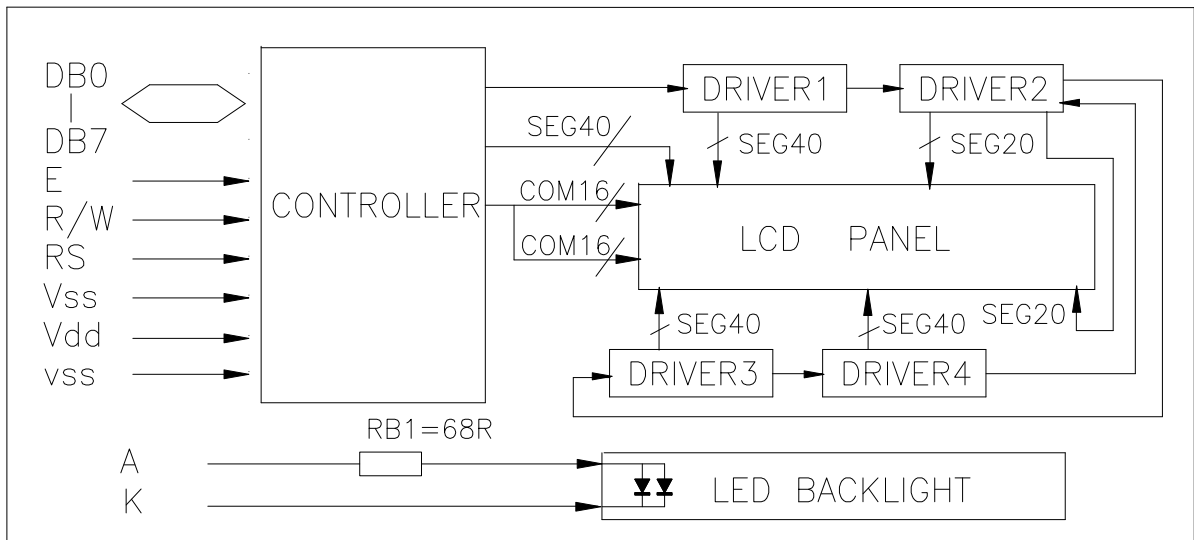 DB0
DB7
E
R/W
RS
Vss
Vdd
vss
CONTROLLER
SEG40
COM16
COM16
DRIVER1
DRIVER2
SEG40
SEG20
LCD PANEL
SEG40
SEG40
SEG20
DRIVER3
DRIVER4
RB1=68R
A
K
LED BACKLIGHT